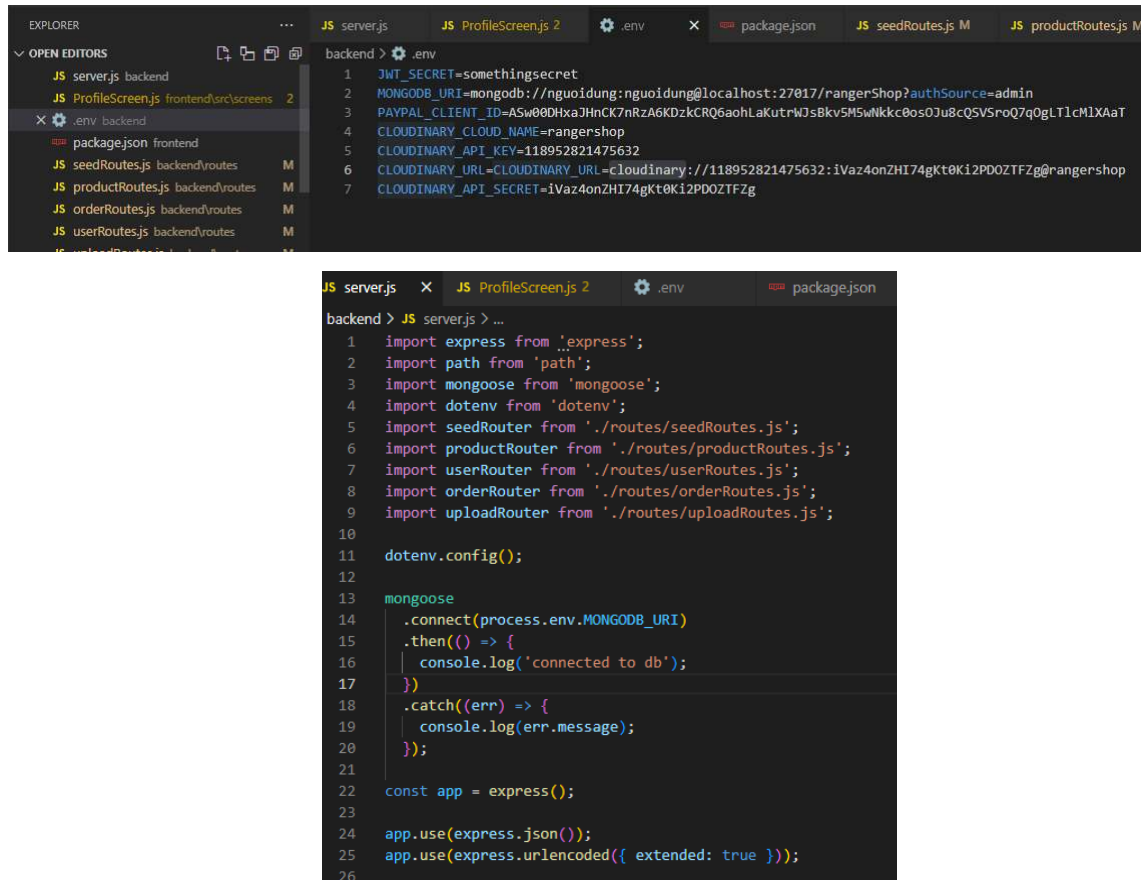 EXPLORER ...
JS server.js JS ProfileScreen.js 2 .env × package.json JS seedRoutes.js M JS productRoutes.js M
OPEN EDITORS
backend > .env
JS server.js backend
JS ProfileScreen.js frontend\src\screens 2
× .env backend
package.json frontend
JS seedRoutes.js backend\routes M
JS productRoutes.js backend\routes M
JS orderRoutes.js backend\routes M
JS userRoutes.js backend\routes M
1 JWT_SECRET=somethingsecret
2 MONGODB_URI=mongodb://nguoidung:nguoidung@localhost:27017/rangerShop?authSource=admin
3 PAYPAL_CLIENT_ID=ASw00DHxaJHnCK7nRzA6KDzkCRQ6aohLaKutrWJsBkv5M5wNkkc0osOJu8cQSVSroQ7qOgLTlcMlXAaT
4 CLOUDINARY_CLOUD_NAME=rangershop
5 CLOUDINARY_API_KEY=118952821475632
6 CLOUDINARY_URL=CLOUDINARY_URL=cloudinary://118952821475632:iVaz4onZHI74gKt0Ki2PDOZTFZg@rangershop
7 CLOUDINARY_API_SECRET=iVaz4onZHI74gKt0Ki2PDOZTFZg
JS server.js × JS ProfileScreen.js 2 .env package.json
backend > JS server.js > ...
1 import express from 'express';
2 import path from 'path';
3 import mongoose from 'mongoose';
4 import dotenv from 'dotenv';
5 import seedRouter from './routes/seedRoutes.js';
6 import productRouter from './routes/productRoutes.js';
7 import userRouter from './routes/userRoutes.js';
8 import orderRouter from './routes/orderRoutes.js';
9 import uploadRouter from './routes/uploadRoutes.js';
10
11 dotenv.config();
12
13 mongoose
14 .connect(process.env.MONGODB_URI)
15 .then(() => {
16 console.log('connected to db');
17 })
18 .catch((err) => {
19 console.log(err.message);
20 });
21
22 const app = express();
23
24 app.use(express.json());
25 app.use(express.urlencoded({ extended: true }));
26